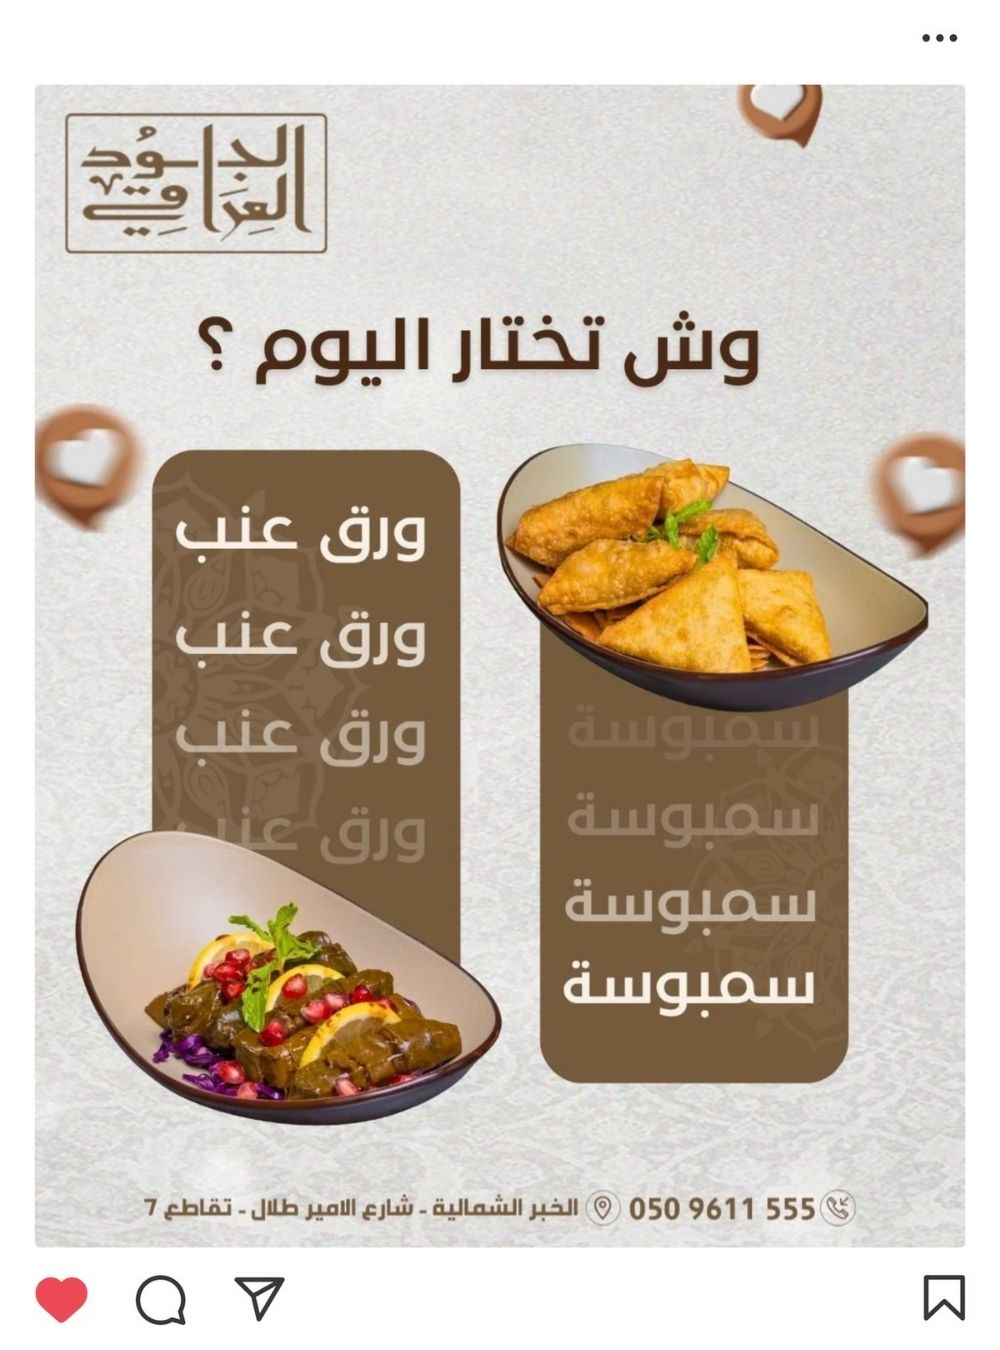 الجود
العراقي
وش تختار اليوم ؟
ورق عنب
ورق عنب
ورق عنب
ورق عنب
سمبوسة
سمبوسة
سمبوسة
سمبوسة
050 9611 555 الخبر الشمالية - شارع الامير طلال - تقاطع 7